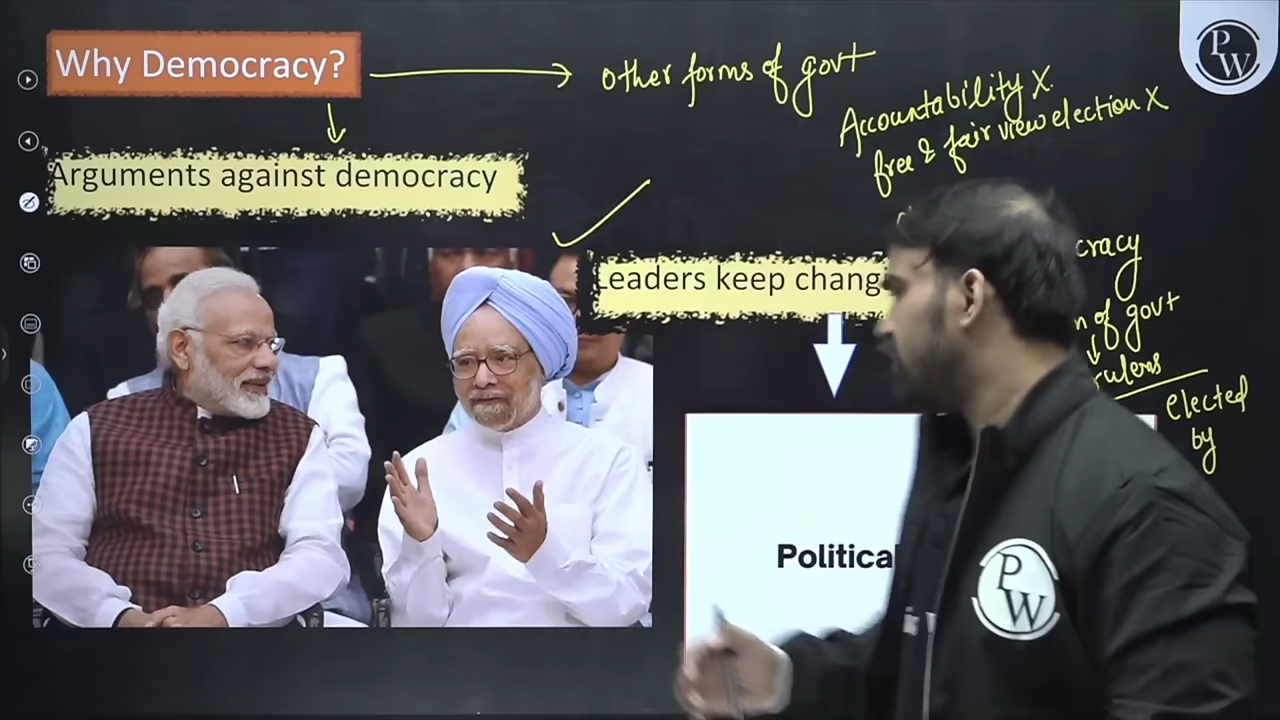 Why Democracy?
other forms of govt
Accountability X.
free & fair view election X
Arguments against democracy
Leaders keep chang
cracy
n of govt
rulers
elected
by
Political
PW
PW